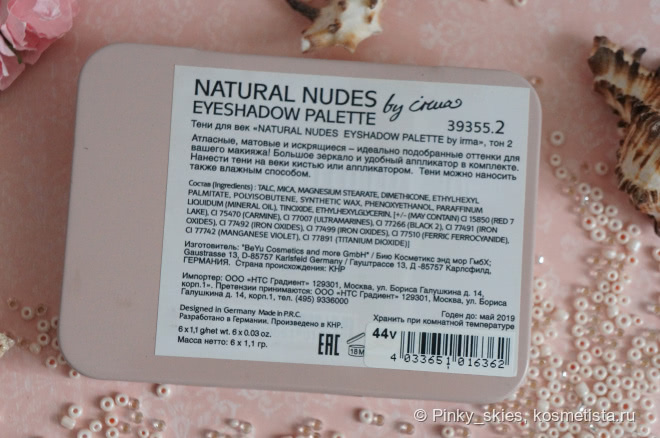 NATURAL NUDES by irma
EYESHADOW PALETTE 39355.2
Тени для век «NATURAL NUDES EYSHADOW PALETTE by irma», тон 2
Атласные, матовые и искрящиеся – идеально подобранные оттенки для
вашего макияжа! Большое зеркало и удобный аппликатор в комплекте.
Нанести тени на веки кистью или аппликатором. Тени можно наносить
также влажным способом.
Состав (Ingredients) : TALC, MICA, MAGNESIUM STEARATE, DIMETHICONE, ETHYLHEXYL
PALMITATE, POLYISOBUTENE, SYNTHETIC WAX, PHENOXYETHANOL, PARAFFINUM
LIQUIDUM (MINERAL OIL), TINOXIDE, ETHYLHEXYLGLYCERIN, [+/- (MAY CONTAIN) CI 15850 (RED 7
LAKE), CI 75470 (CARMINE), CI 77007 (ULTRAMARINES), CI 77266 (BLACK 2), CI 77491 (IRON
OXIDES), CI 77492 (IRON OXIDES), CI 77499 (IRON OXIDES), CI 77510 (FERRIC FERROCYANIDE),
CI 77742 (MANGANESE VIOLET), CI 77891 (TITANIUM DIOXIDE)]
Изготовитель: "BeYu Cosmetics and more GmbH" / Бию Косметикс энд мор ГмбХ;
Gaustrasse 13, D-85757 Karlsfeld Germany / Гауштрассе 13, Д -85757 Карлсфилд,
ГЕРМАНИЯ. Страна происхождения: КНР
Импортер: ООО «НТС Градиент», Москва, ул. Бориса Галушкина д. 14,
корп.1». Претензии принимаются: ООО «НТС Градиент», Москва, ул. Бориса
Галушкина д. 14, корп.1, тел. (495) 9336000
Designed in Germany Made in P.R.C.
Разработано в Германии. Произведено в КНР.
6 x 1,1 g/net wt. 6 x 0.03 oz.
Масса нетто: 6 x 1,1 гр.
EAC
18M
Годен до: май 2019
Хранить при комнатной температуре
44v
4 033651 016362
© Pinky_skies, kosmetista.ru